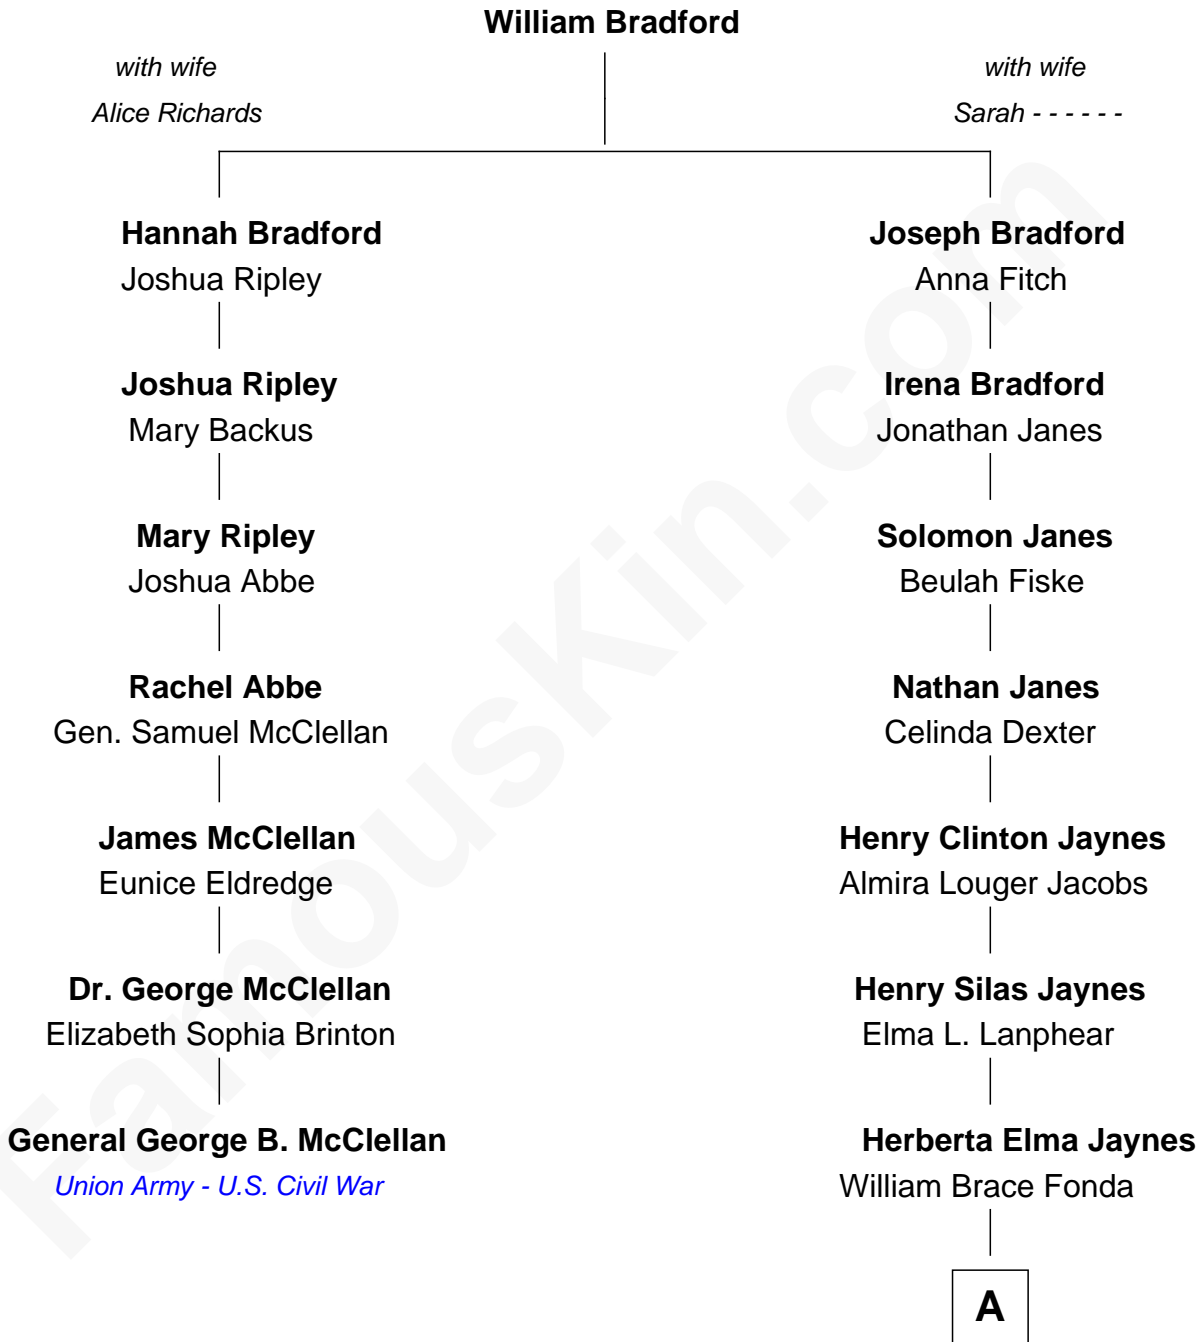 William Bradford
with wife
Alice Richards
with wife
Sarah - - - - - -
Hannah Bradford
Joshua Ripley
Joseph Bradford
Anna Fitch
Joshua Ripley
Mary Backus
Irena Bradford
Jonathan Janes
Mary Ripley
Joshua Abbe
Solomon Janes
Beulah Fiske
Rachel Abbe
Gen. Samuel McClellan
Nathan Janes
Celinda Dexter
James McClellan
Eunice Eldredge
Henry Clinton Jaynes
Almira Louger Jacobs
Dr. George McClellan
Elizabeth Sophia Brinton
Henry Silas Jaynes
Elma L. Lanphear
General George B. McClellan
Union Army - U.S. Civil War
Herberta Elma Jaynes
William Brace Fonda
A
FamousKin.com